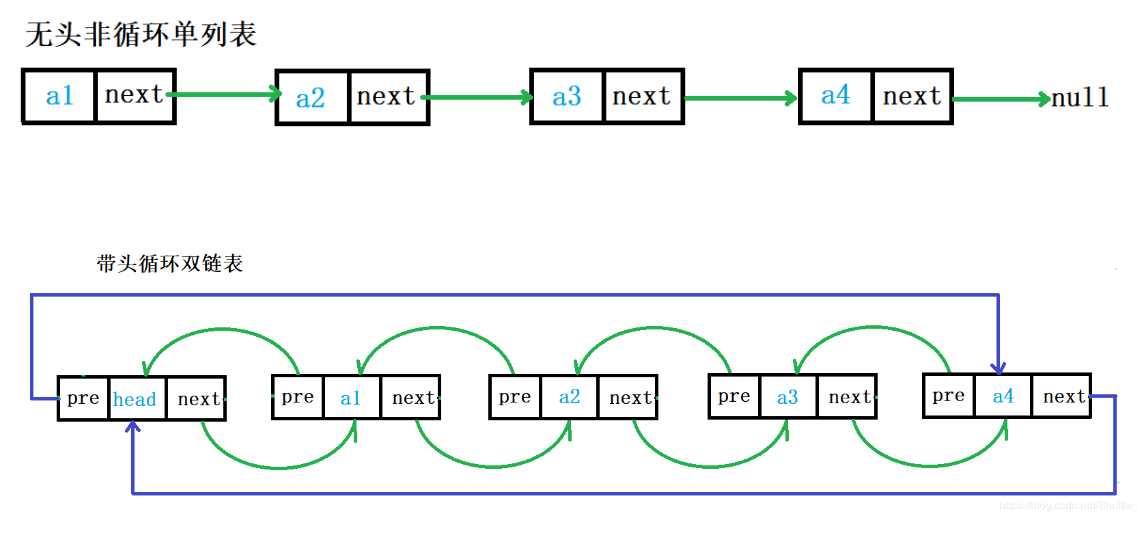 无头非循环单列表
a1 next a2 next a3 next a4 next null
带头循环双链表
pre head next pre a1 next pre a2 next pre a3 next pre a4 next
https://blog.csdn.net/Shuffle_